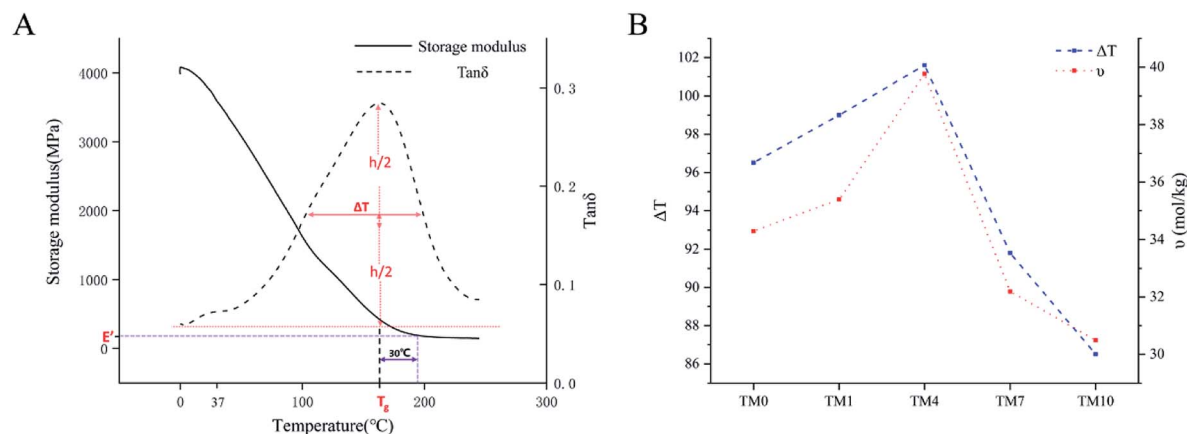 A
Storage modulus
Tanδ
Storage modulus(MPa)
4000
3000
2000
1000
0
E'
0.3
0.2
0.1
0.0
Tanδ
h/2
ΔT
h/2
30℃
0
37
100
Tg
200
300
Temperature(℃)
B
ΔT
υ
ΔT
102
100
98
96
94
92
90
88
86
40
38
36
34
32
30
υ (mol/kg)
TM0
TM1
TM4
TM7
TM10